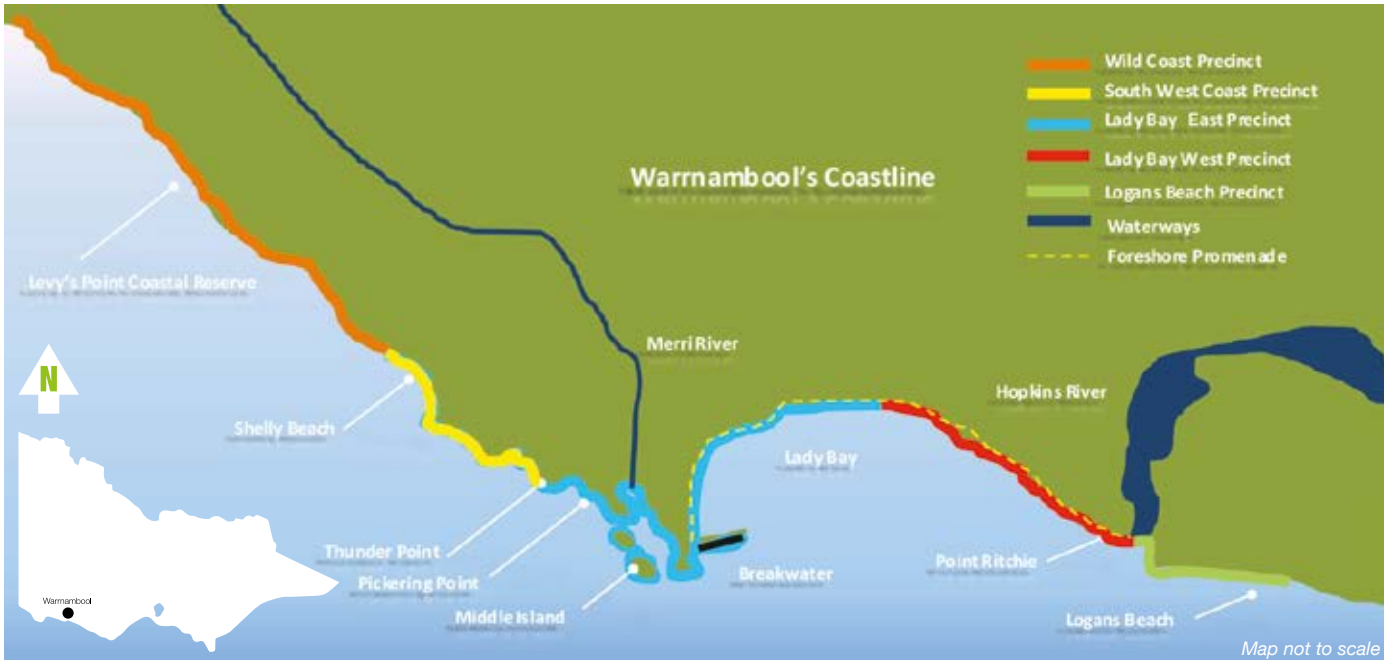 Wild Coast Precinct
South West Coast Precinct
Lady Bay East Precinct
Warrnambool's Coastline
Lady Bay West Precinct
Logans Beach Precinct
Waterways
Foreshore Promenade
Levy's Point Coastal Reserve
Merri River
N
Hopkins River
Shelly Beach
Lady Bay
Thunder Point
Point Ritchie
Pickering Point
Breakwater
Warrnambool
Middle Island
Logans Beach
Map not to scale